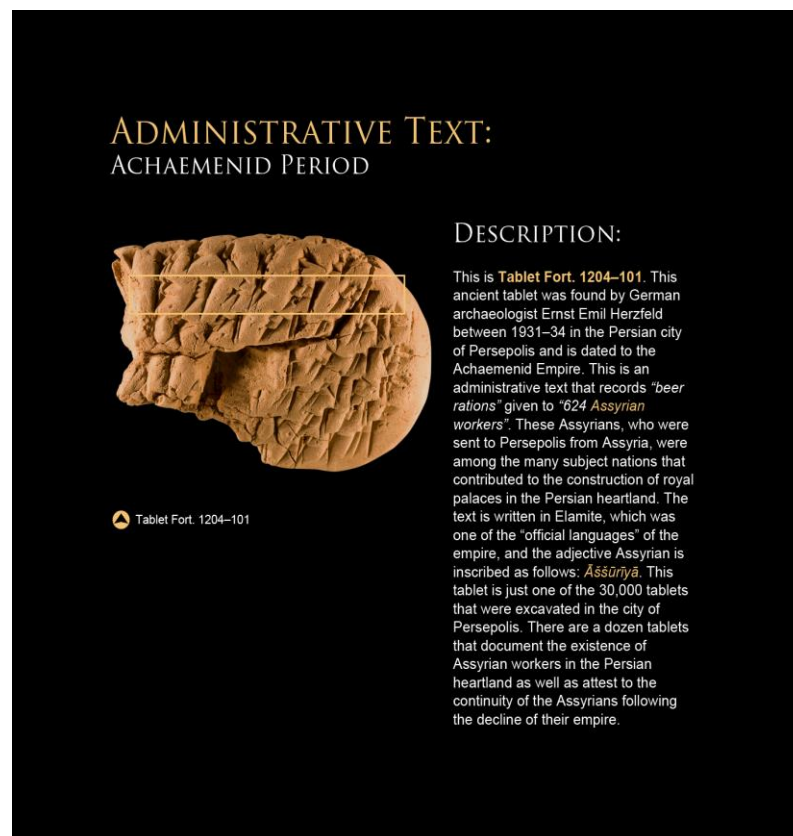 ADMINISTRATIVE TEXT:
ACHAEMENID PERIOD
DESCRIPTION:
This is Tablet Fort. 1204–101. This
ancient tablet was found by German
archaeologist Ernst Emil Herzfeld
between 1931–34 in the Persian city
of Persepolis and is dated to the
Achaemenid Empire. This is an
administrative text that records “beer
rations” given to “624 Assyrian
workers”. These Assyrians, who were
sent to Persepolis from Assyria, were
among the many subject nations that
contributed to the construction of royal
palaces in the Persian heartland. The
text is written in Elamite, which was
one of the “official languages” of the
empire, and the adjective Assyrian is
inscribed as follows: Āššūrīyā. This
tablet is just one of the 30,000 tablets
that were excavated in the city of
Persepolis. There are a dozen tablets
that document the existence of
Assyrian workers in the Persian
heartland as well as attest to the
continuity of the Assyrians following
the decline of their empire.
Tablet Fort. 1204–101